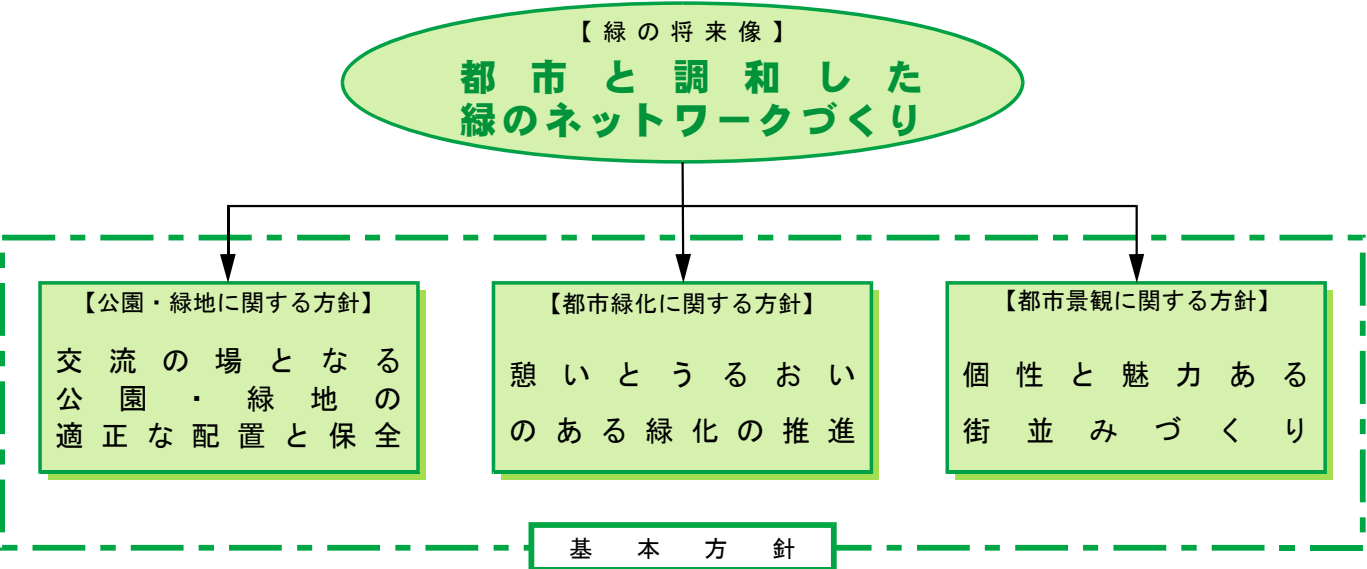 【緑の将来像】
都市と調和した
緑のネットワークづくり
【公園・緑地に関する方針】
交流の場となる
公園・緑地の
適正な配置と保全
【都市緑化に関する方針】
憩いとうるおい
のある緑化の推進
【都市景観に関する方針】
個性と魅力ある
街並みづくり
基本方針